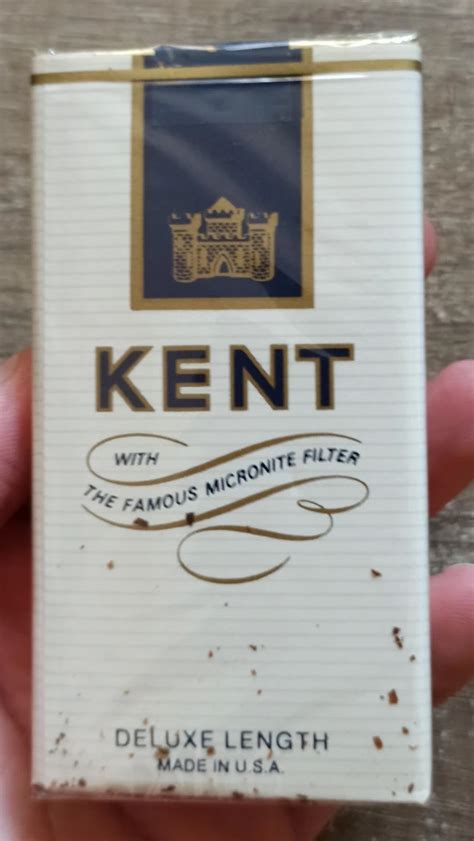 KENT
WITH
THE FAMOUS MICRONITE FILTER
DELUXE LENGTH
MADE IN U.S.A.